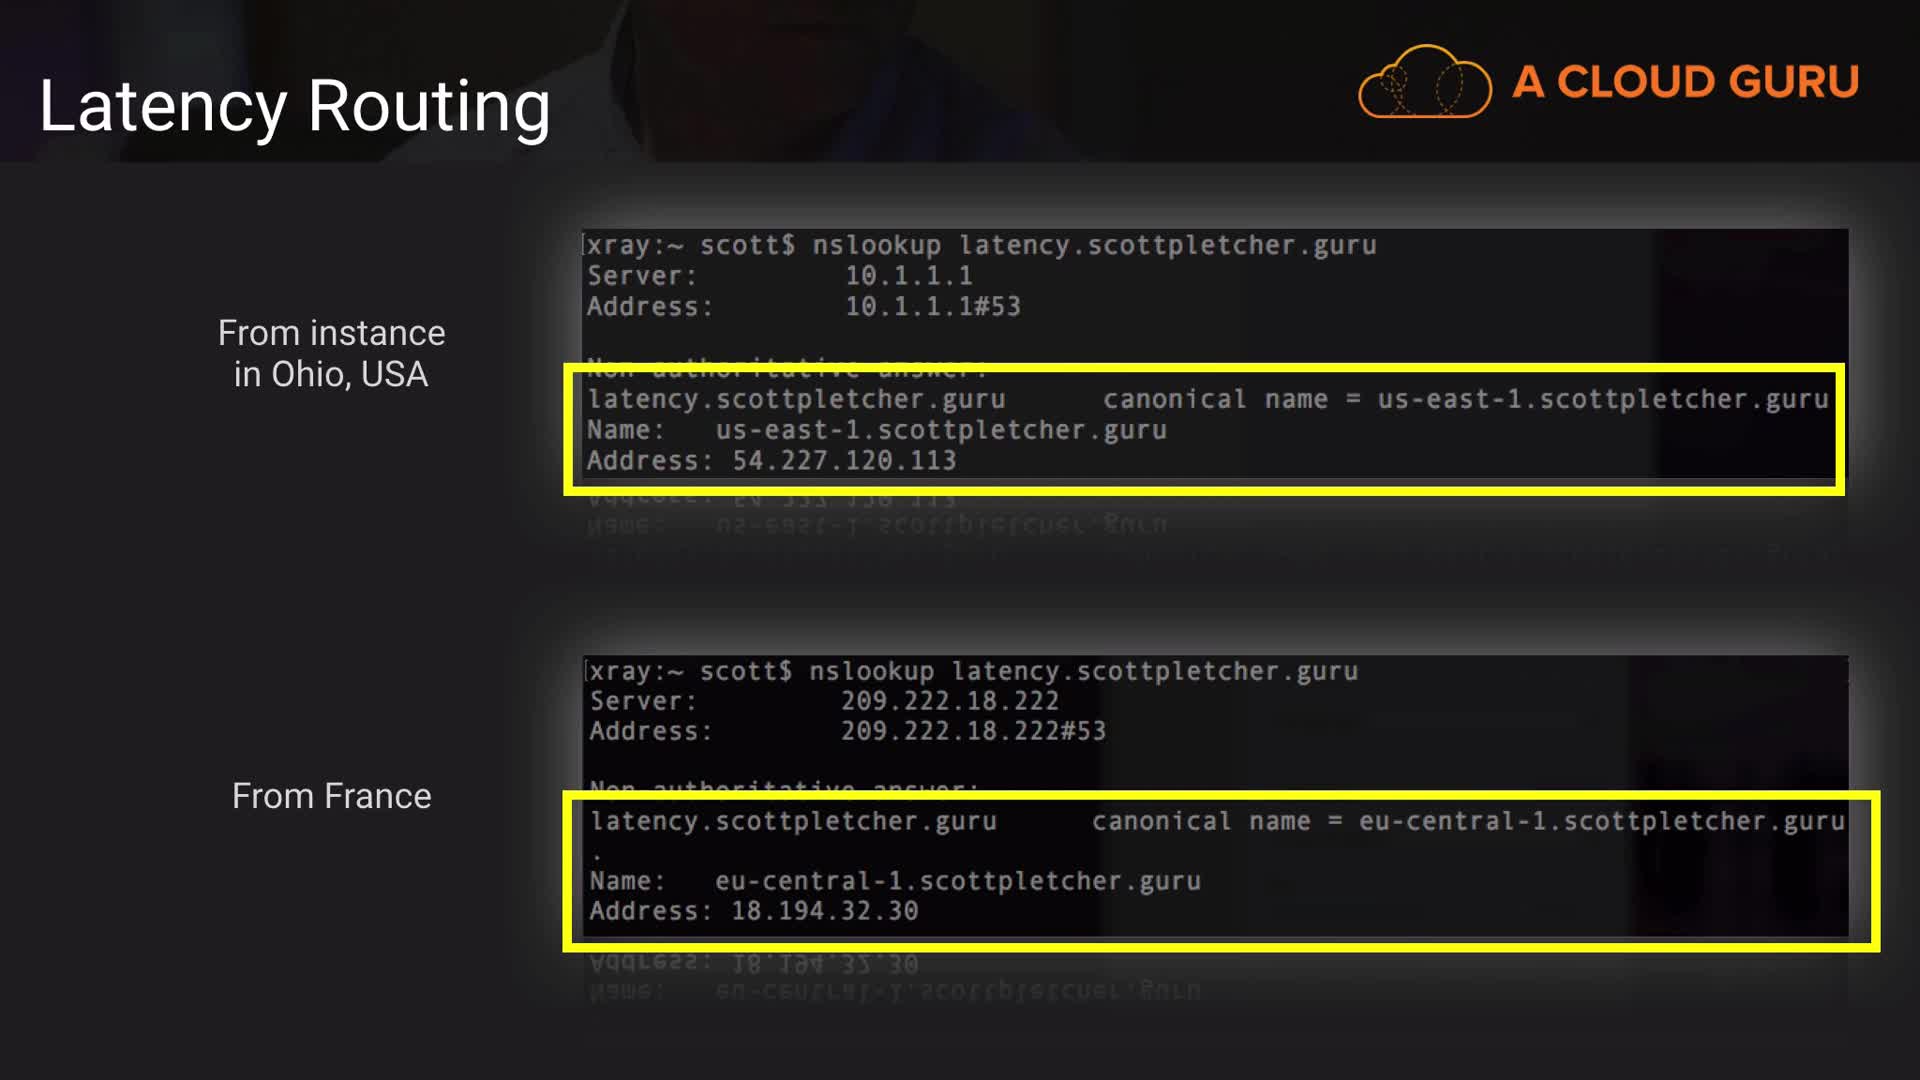 Latency Routing
A CLOUD GURU
From instance
in Ohio, USA
xray:~ scott$ nslookup latency.scottpletcher.guru
Server: 10.1.1.1
Address: 10.1.1.1#53
Non-authoritative answer:
latency.scottpletcher.guru canonical name = us-east-1.scottpletcher.guru
Name: us-east-1.scottpletcher.guru
Address: 54.227.120.113
From France
xray:~ scott$ nslookup latency.scottpletcher.guru
Server: 209.222.18.222
Address: 209.222.18.222#53
Non-authoritative answer:
latency.scottpletcher.guru canonical name = eu-central-1.scottpletcher.guru
.
Name: eu-central-1.scottpletcher.guru
Address: 18.194.32.30